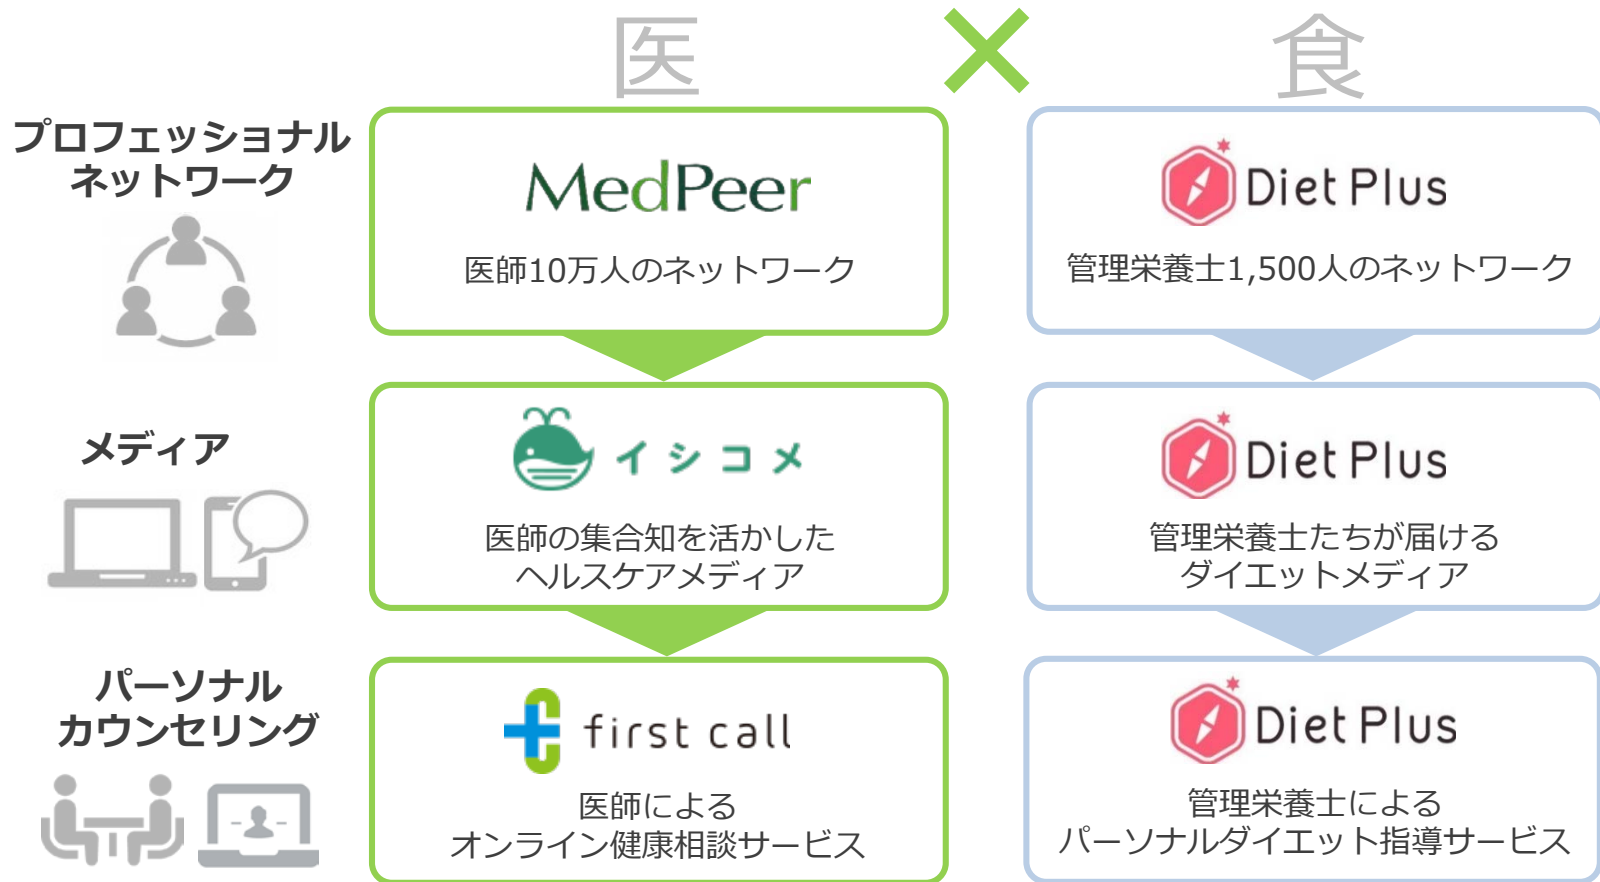 医 × 食
プロフェッショナル
ネットワーク
MedPeer
医師10万人のネットワーク
Diet Plus
管理栄養士1,500人のネットワーク
メディア
イシコメ
医師の集合知を活かした
ヘルスケアメディア
Diet Plus
管理栄養士たちが届ける
ダイエットメディア
パーソナル
カウンセリング
first call
医師による
オンライン健康相談サービス
Diet Plus
管理栄養士による
パーソナルダイエット指導サービス